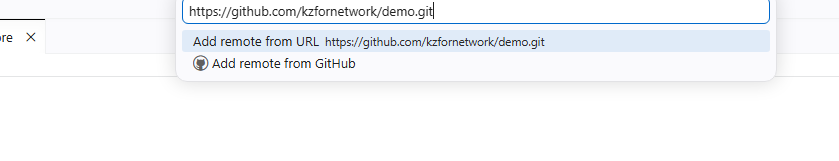 https://github.com/kzfornetwork/demo.git
Add remote from URL https://github.com/kzfornetwork/demo.git
re
Add remote from GitHub